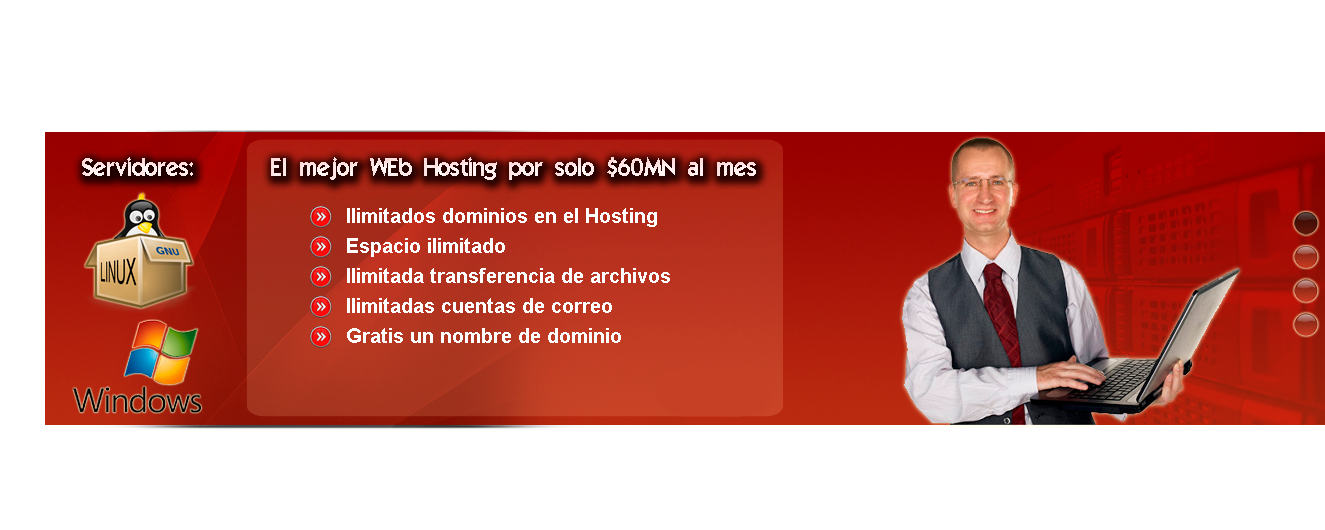 Servidores:
LINUX
GNU
Windows
El mejor WEb Hosting por solo $60MN al mes
Ilimitados dominios en el Hosting
Espacio ilimitado
Ilimitada transferencia de archivos
Ilimitadas cuentas de correo
Gratis un nombre de dominio